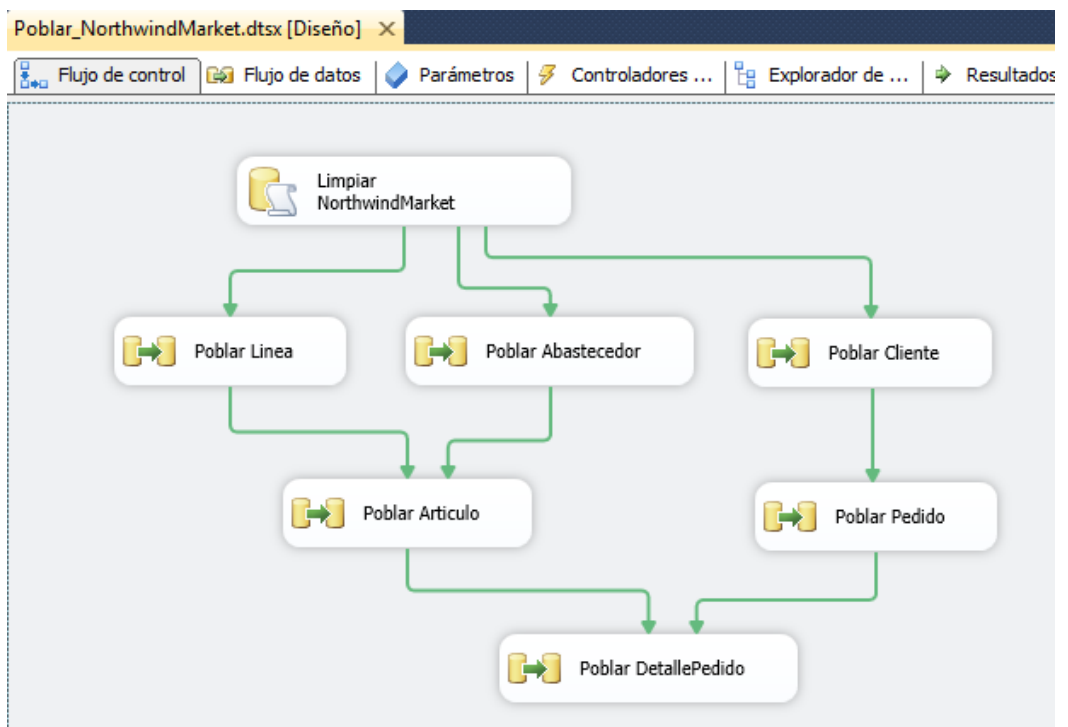 Poblar_NorthwindMarket.dtsx [Diseño]
Flujo de control Flujo de datos Parámetros Controladores ... Explorador de ... Resultados
Limpiar
NorthwindMarket
Poblar Linea Poblar Abastecedor Poblar Cliente
Poblar Articulo Poblar Pedido
Poblar DetallePedido